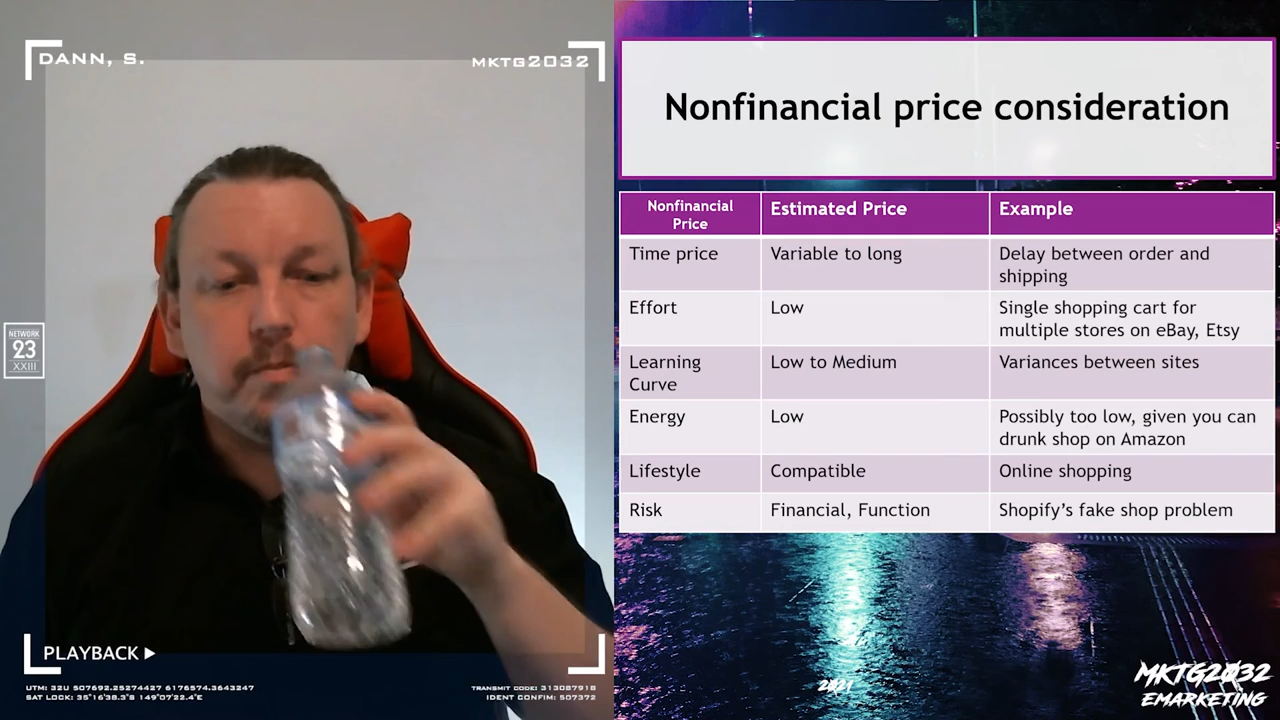 DANN, S.
MKTG2032
NETWORK
23
XXIII
PLAYBACK
UTM: 32U 507692.25274427 6176574.3643247
SAT LOCK: 35°16'38.3"S 149°07'22.4"E
TRANSMIT CODE: 313087918
IDENT CONFIM: 507372
Nonfinancial price consideration
Nonfinancial
Price
Estimated Price
Example
Time price
Variable to long
Delay between order and
shipping
Effort
Low
Single shopping cart for
multiple stores on eBay, Etsy
Learning
Curve
Low to Medium
Variances between sites
Energy
Low
Possibly too low, given you can
drunk shop on Amazon
Lifestyle
Compatible
Online shopping
Risk
Financial, Function
Shopify's fake shop problem
2021
MKTG2032
EMARKETING